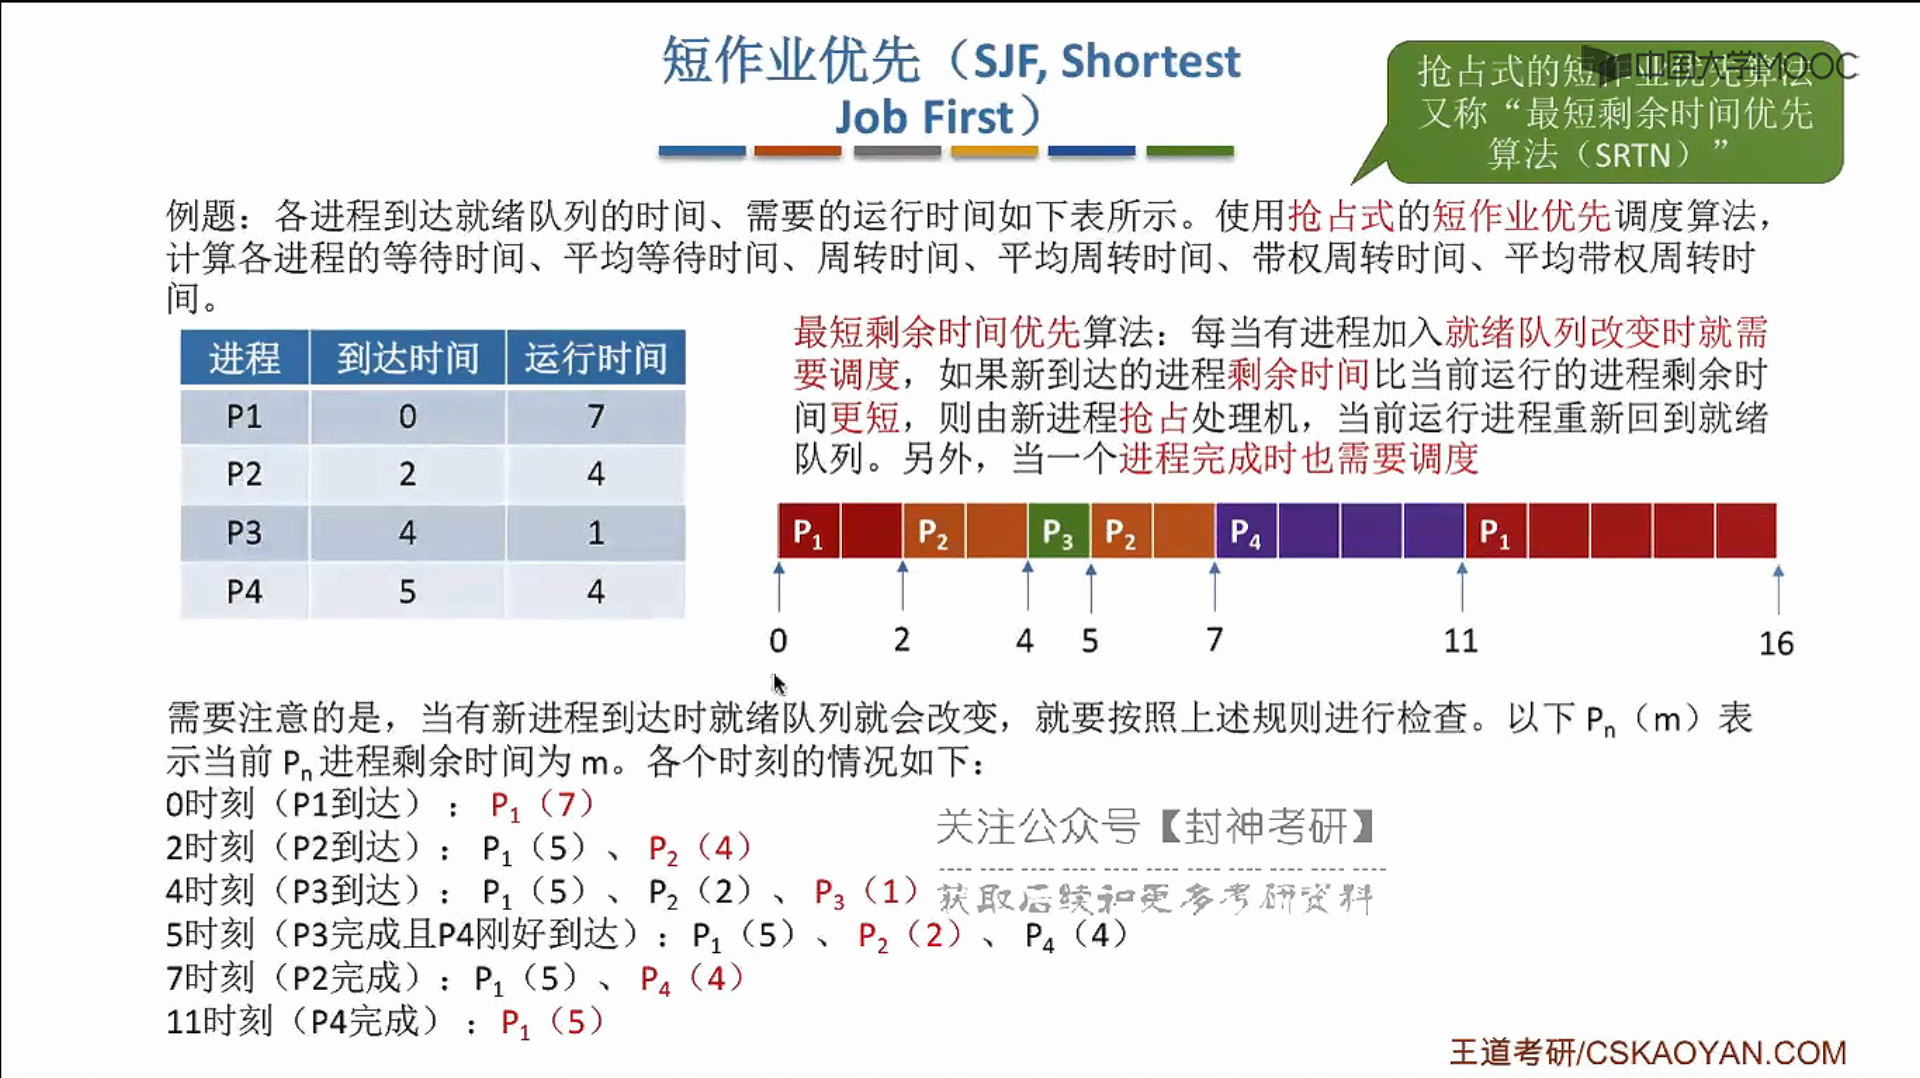 短作业优先（SJF, Shortest
Job First）
中国大学MOOC
抢占式的短作业优先算法
又称“最短剩余时间优先
算法（SRTN）”
例题：各进程到达就绪队列的时间、需要的运行时间如下表所示。使用抢占式的短作业优先调度算法，
计算各进程的等待时间、平均等待时间、周转时间、平均周转时间、带权周转时间、平均带权周转时
间。
进程 到达时间 运行时间
P1 0 7
P2 2 4
P3 4 1
P4 5 4
最短剩余时间优先算法：每当有进程加入就绪队列改变时就需
要调度，如果新到达的进程剩余时间比当前运行的进程剩余时
间更短，则由新进程抢占处理机，当前运行进程重新回到就绪
队列。另外，当一个进程完成时也需要调度
P1 P2 P3 P2 P4 P1
0 2 4 5 7 11 16
需要注意的是，当有新进程到达时就绪队列就会改变，就要按照上述规则进行检查。以下 Pn（m）表
示当前 Pn 进程剩余时间为 m。各个时刻的情况如下：
0时刻（P1到达）： P1（7）
2时刻（P2到达）： P1（5）、 P2（4）
4时刻（P3到达）： P1（5）、 P2（2）、 P3（1）
5时刻（P3完成且P4刚好到达）：P1（5）、 P2（2）、 P4（4）
7时刻（P2完成）：P1（5）、 P4（4）
11时刻（P4完成）： P1（5）
关注公众号【封神考研】
获取后续和更多考研资料
王道考研/CSKAOYAN.COM